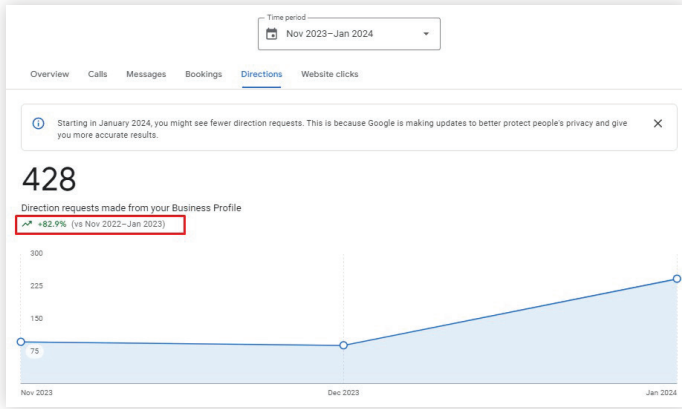 Time period
Nov 2023–Jan 2024
Overview Calls Messages Bookings Directions Website clicks
Starting in January 2024, you might see fewer direction requests. This is because Google is making updates to better protect people's privacy and give
you more accurate results.
428
Direction requests made from your Business Profile
+82.9% (vs Nov 2022–Jan 2023)
300
225
150
75
Nov 2023 Dec 2023 Jan 2024